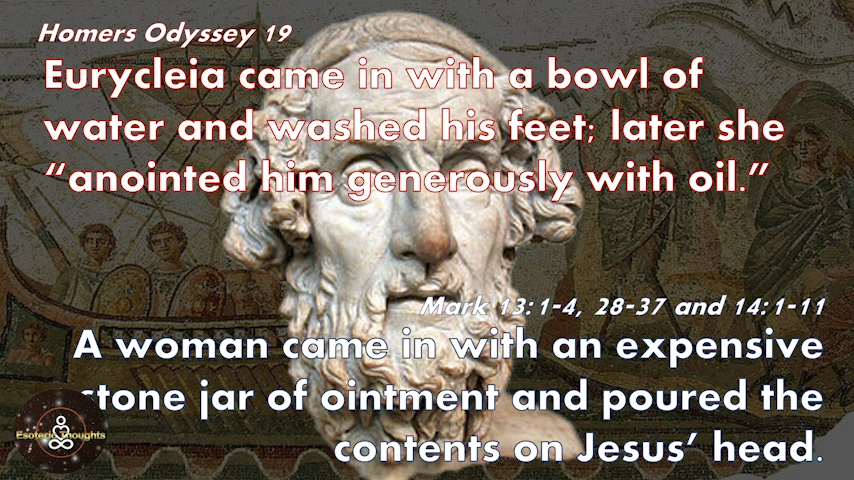 Homers Odyssey 19
Eurycleia came in with a bowl of
water and washed his feet; later she
“anointed him generously with oil.”
Mark 13:1-4, 28-37 and 14:1-11
A woman came in with an expensive
stone jar of ointment and poured the
contents on Jesus’ head.
Esoteric Thoughts